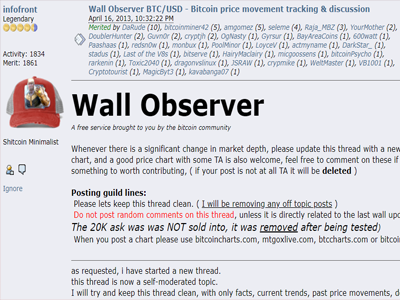 infofront
Legendary
Activity: 1834
Merit: 1861
Shitcoin Minimalist
Ignore
Wall Observer BTC/USD - Bitcoin price movement tracking & discussion
April 16, 2013, 10:32:22 PM
Merited by DaRude (10), bitcoinminer42 (5), amgomez (5), seleme (4), Raja_MBZ (3), YourMother (2),
DoubleHunter (2), Guvn0r (2), cryptjh (2), OgNasty (1), Gyrsur (1), BayAreaCoins (1), 600watt (1),
Paashaas (1), redsn0w (1), monbux (1), PoolMinor (1), LoyceV (1), actmyname (1), DarkStar_ (1),
stadus (1), Last of the V8s (1), bitserve (1), HairyMaclairy (1), micgoossens (1), bitcoinPsycho (1),
rarkenin (1), Toxic2040 (1), dragonvslinux (1), JSRAW (1), crypmike (1), WeltMaster (1), VB1001 (1),
Cryptotourist (1), MagicByt3 (1), kavabanga07 (1)
Wall Observer
A free service brought to you by the bitcoin community
Whenever there is a significant change in market depth, please update this thread with a new
chart, and a good price chart with some TA is also welcome, feel free to comment on these if
something to worth contributing, ( if your post is not at all TA it will be deleted )
Posting guild lines:
Please lets keep this thread clean. ( I will be removing any off topic posts )
Do not post random comments on this thread, unless it is directly related to the last wall upd
The 20K ask was was NOT sold into, it was removed after being tested)
When you post a chart please use bitcoincharts.com, mtgoxlive.com, btccharts.com or bitcoin
as requested, i have started a new thread.
this thread is now a self-moderated topic.
I will try and keep this thread clean, with only facts, current trends, past price movements, d